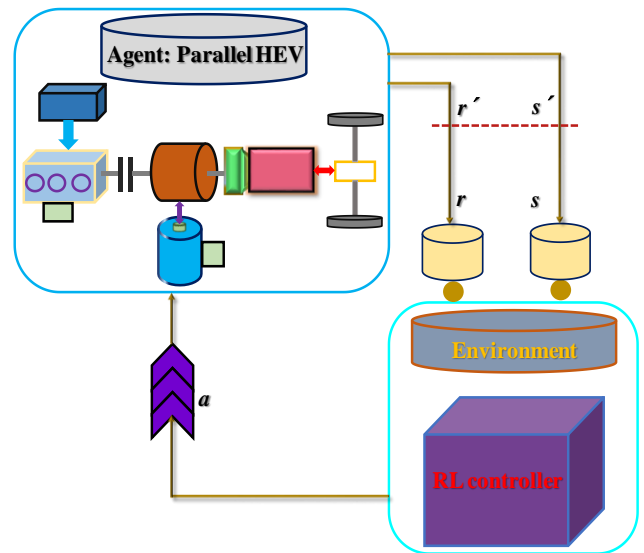 Agent: Parallel HEV
r´
s´
r
s
Environment
a
RL controller